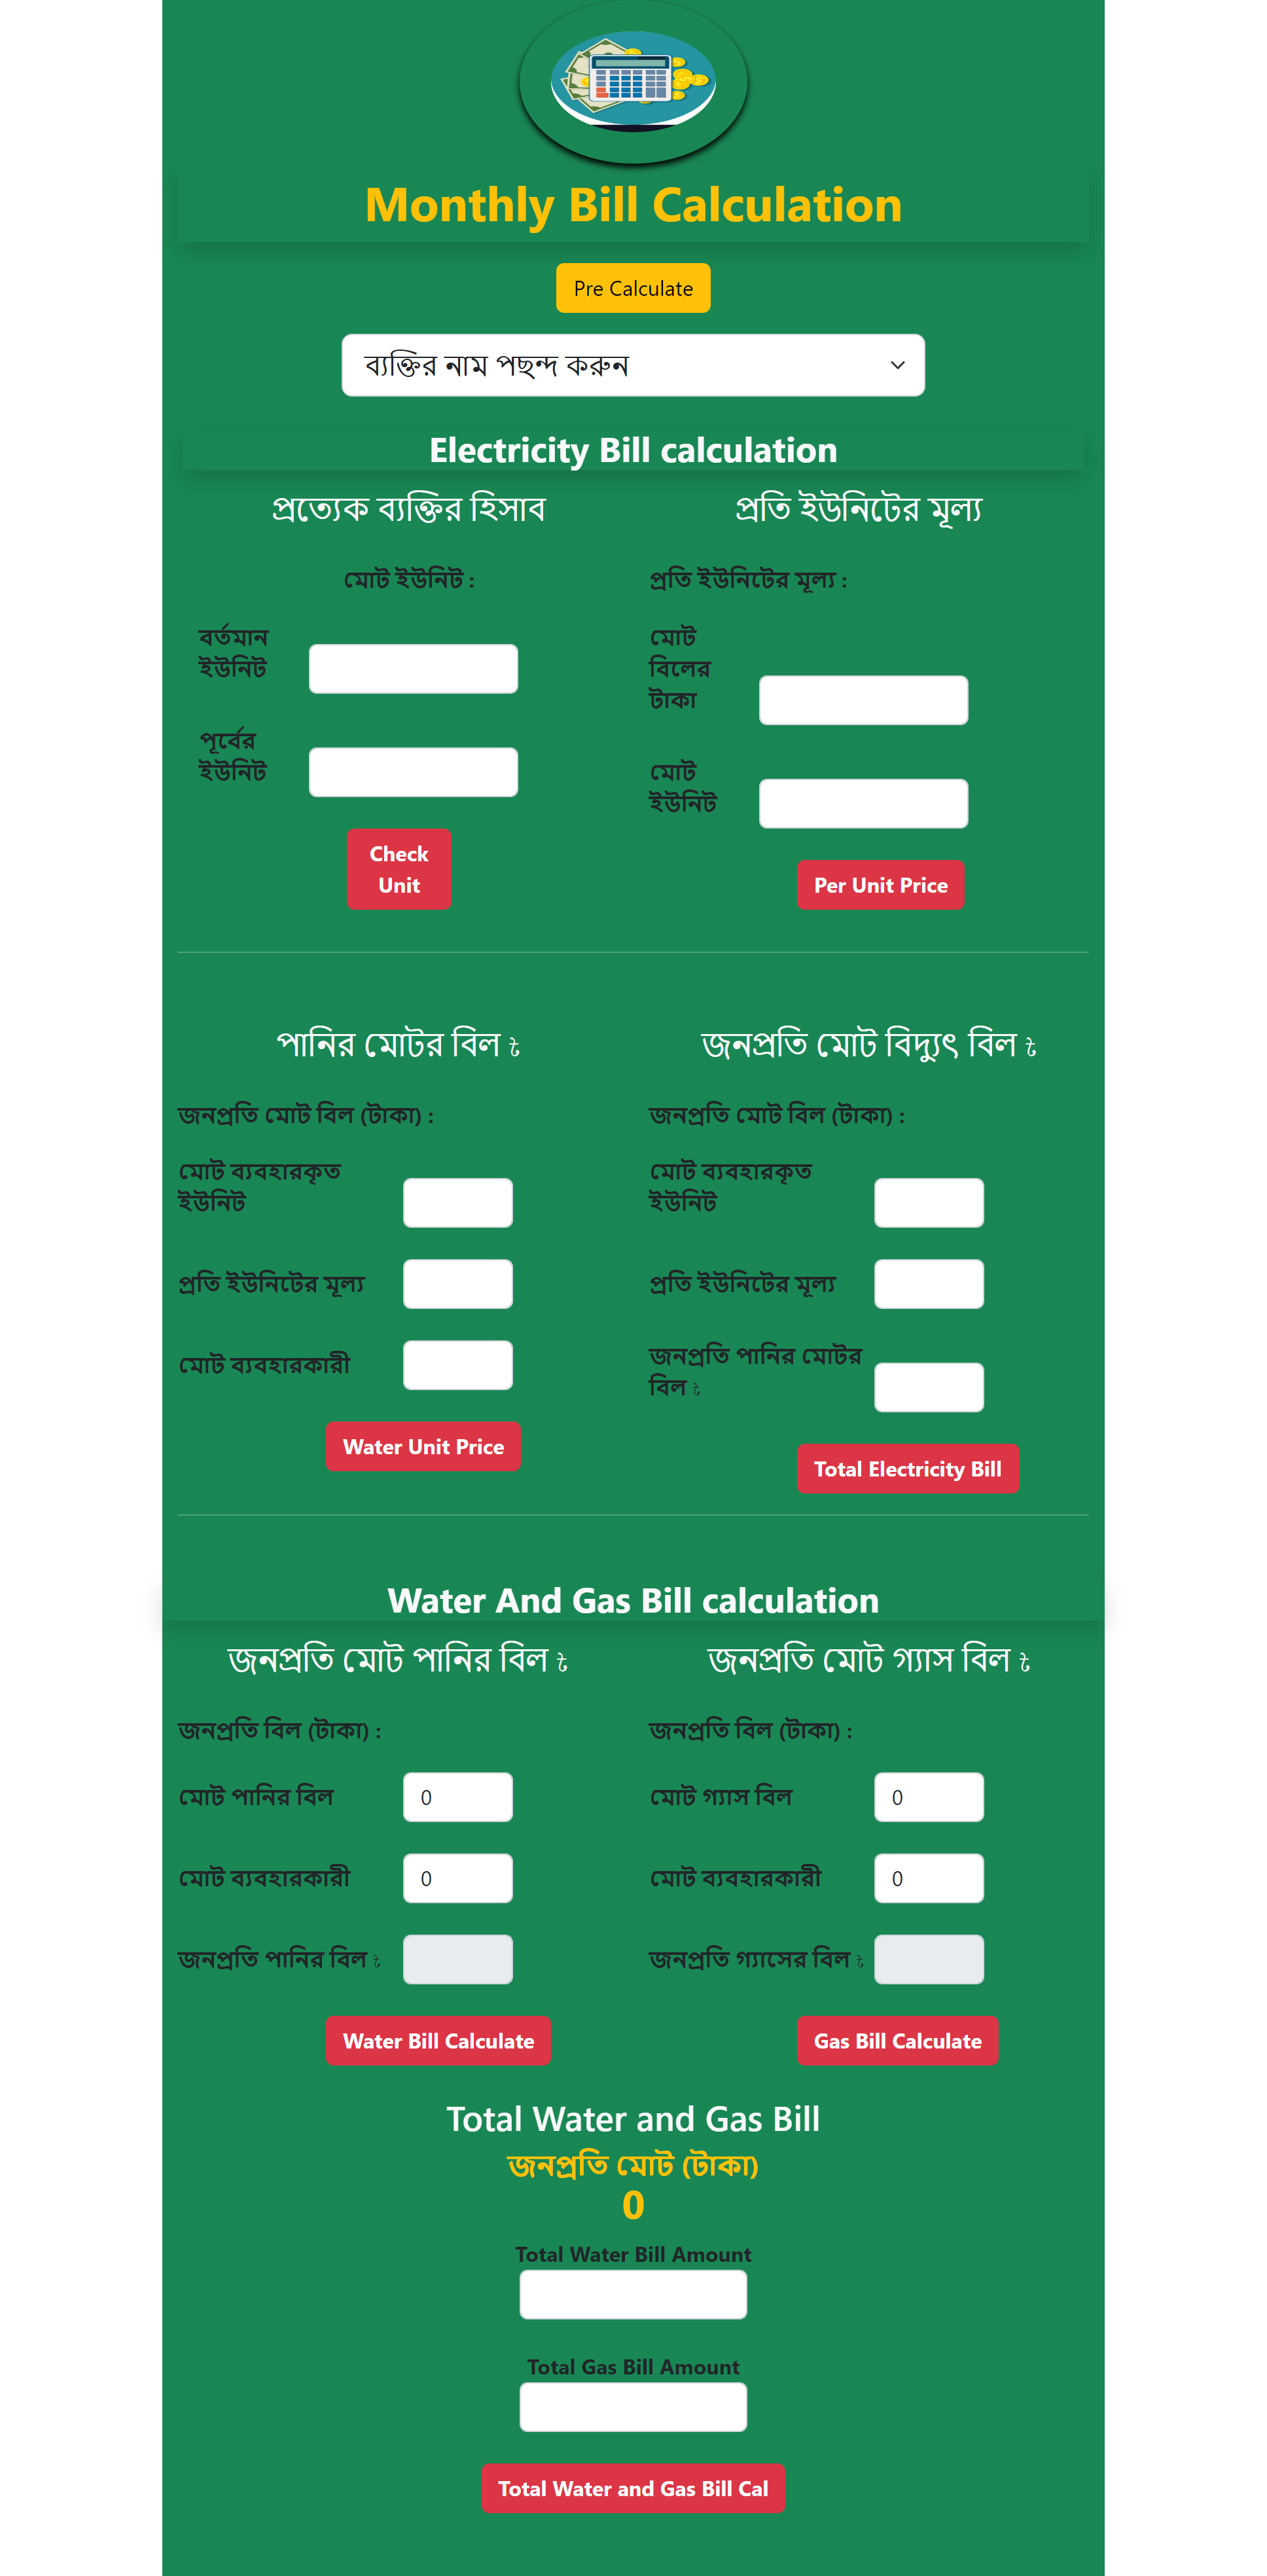 Monthly Bill Calculation
Pre Calculate
ব্যক্তির নাম পছন্দ করুন
Electricity Bill calculation
প্রত্যেক ব্যক্তির হিসাব
মোট ইউনিট :
বর্তমান
ইউনিট
পূর্বের
ইউনিট
Check
Unit
প্রতি ইউনিটের মূল্য
প্রতি ইউনিটের মূল্য :
মোট
বিলের
টাকা
মোট
ইউনিট
Per Unit Price
পানির মোটর বিল ৳
জনপ্রতি মোট বিল (টাকা) :
মোট ব্যবহারকৃত
ইউনিট
প্রতি ইউনিটের মূল্য
মোট ব্যবহারকারী
Water Unit Price
জনপ্রতি মোট বিদ্যুৎ বিল ৳
জনপ্রতি মোট বিল (টাকা) :
মোট ব্যবহারকৃত
ইউনিট
প্রতি ইউনিটের মূল্য
জনপ্রতি পানির মোটর
বিল ৳
Total Electricity Bill
Water And Gas Bill calculation
জনপ্রতি মোট পানির বিল ৳
জনপ্রতি বিল (টাকা) :
মোট পানির বিল 0
মোট ব্যবহারকারী 0
জনপ্রতি পানির বিল ৳
Water Bill Calculate
জনপ্রতি মোট গ্যাস বিল ৳
জনপ্রতি বিল (টাকা) :
মোট গ্যাস বিল 0
মোট ব্যবহারকারী 0
জনপ্রতি গ্যাসের বিল ৳
Gas Bill Calculate
Total Water and Gas Bill
জনপ্রতি মোট (টাকা)
0
Total Water Bill Amount
Total Gas Bill Amount
Total Water and Gas Bill Cal